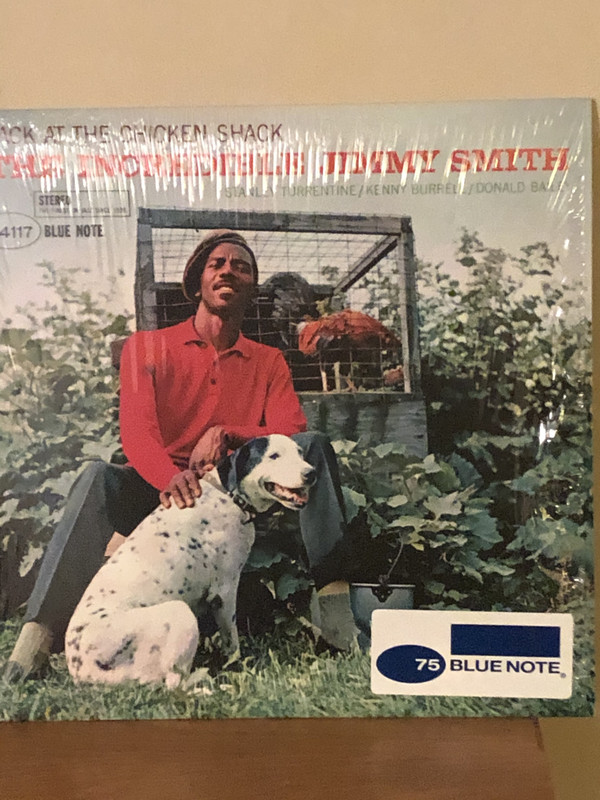 ACK AT THE CHICKEN SHACK
THE INCREDIBLE JIMMY SMITH
STANLEY TURRENTINE/KENNY BURRELL/DONALD BAILEY
STEREO
4117 BLUE NOTE
75 BLUE NOTE®